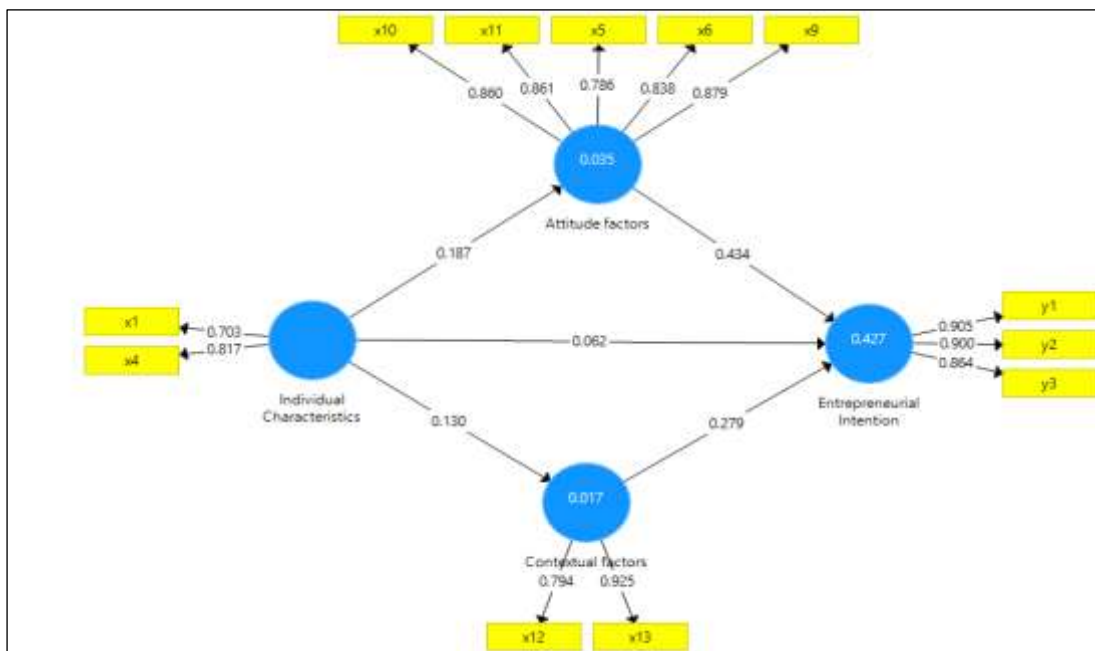 x10 x11 x5 x6 x9
0.860 0.861 0.786 0.838 0.879
0.035
Attitude factors
0.187 0.434
x1
0.703
x4
0.817
Individual
Characteristics
0.062
0.427
Entrepreneurial
Intention
0.905
y1
0.900
y2
0.864
y3
0.130 0.279
0.017
Contextual factors
0.794 0.925
x12 x13